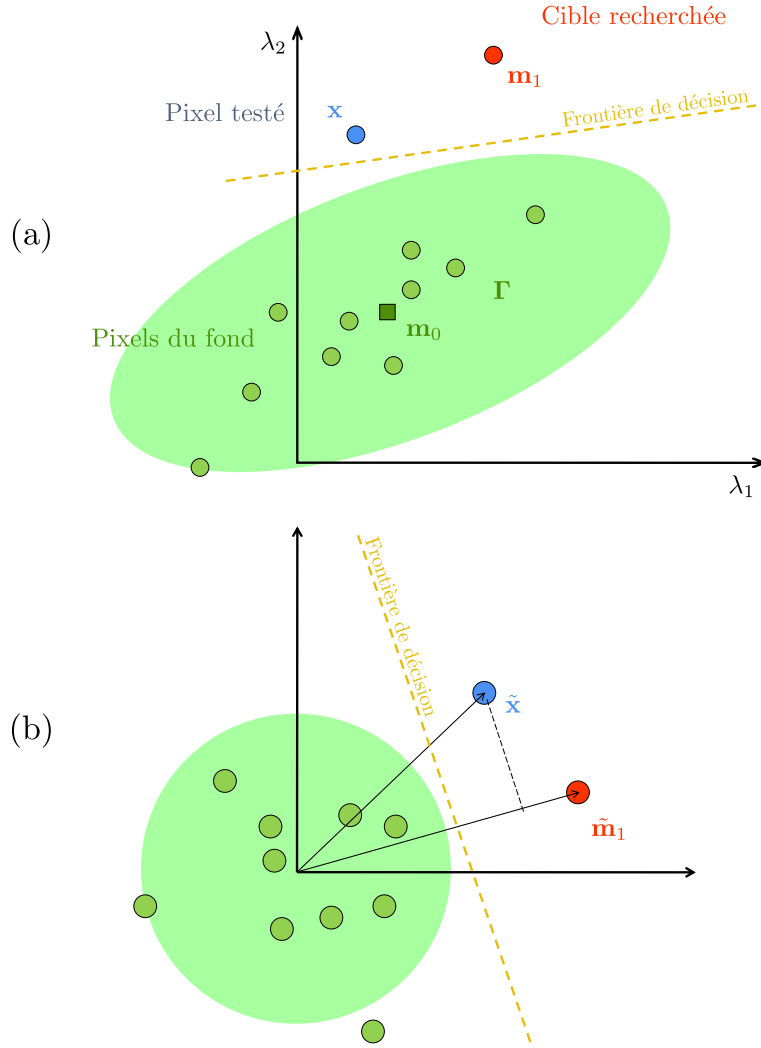 Cible recherchée
λ₂
m₁
Pixel testé
x
Frontière de décision
(a)
Γ
Pixels du fond
m₀
λ₁
Frontière de décision
x̃
(b)
m̃₁